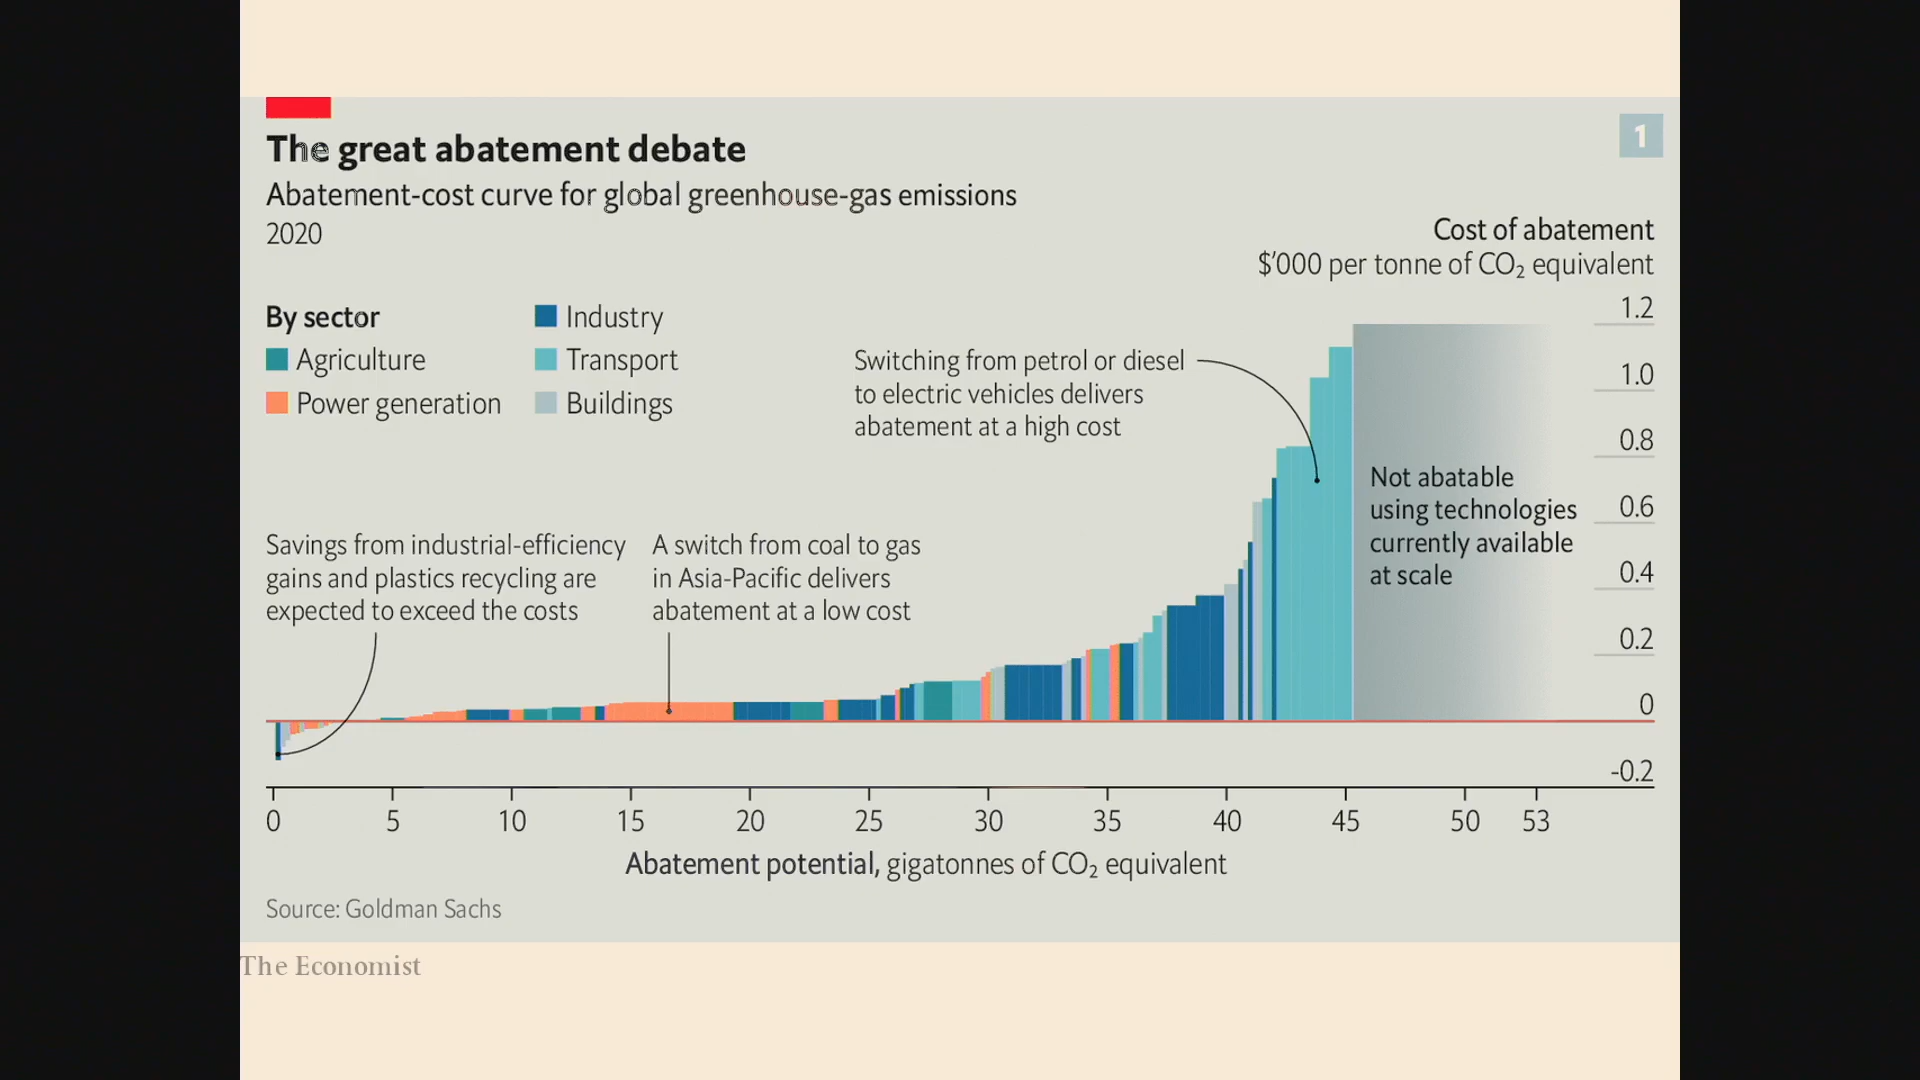 The great abatement debate
1
Abatement-cost curve for global greenhouse-gas emissions
2020
Cost of abatement
$'000 per tonne of CO₂ equivalent
By sector
Agriculture
Power generation
Industry
Transport
Buildings
Switching from petrol or diesel
to electric vehicles delivers
abatement at a high cost
Savings from industrial-efficiency
gains and plastics recycling are
expected to exceed the costs
A switch from coal to gas
in Asia-Pacific delivers
abatement at a low cost
Not abatable
using technologies
currently available
at scale
1.2
1.0
0.8
0.6
0.4
0.2
0
-0.2
0 5 10 15 20 25 30 35 40 45 50 53
Abatement potential, gigatonnes of CO₂ equivalent
Source: Goldman Sachs
The Economist